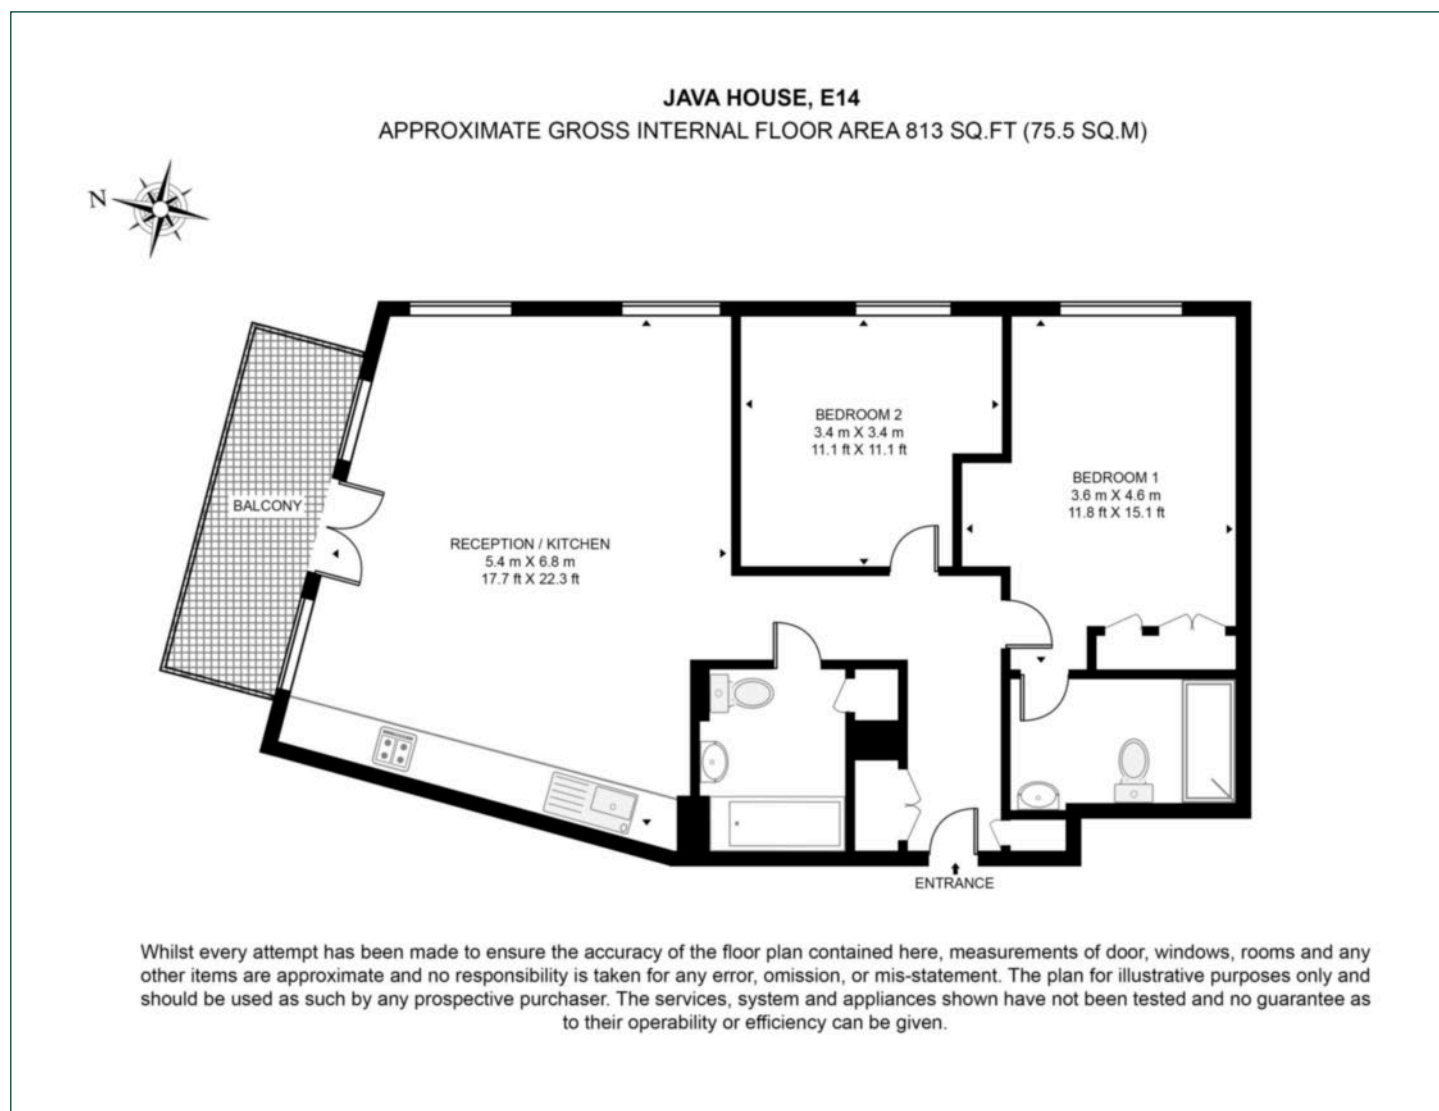 JAVA HOUSE, E14
APPROXIMATE GROSS INTERNAL FLOOR AREA 813 SQ.FT (75.5 SQ.M)
N
BEDROOM 2
3.4 m X 3.4 m
11.1 ft X 11.1 ft
BEDROOM 1
3.6 m X 4.6 m
11.8 ft X 15.1 ft
BALCONY
RECEPTION / KITCHEN
5.4 m X 6.8 m
17.7 ft X 22.3 ft
ENTRANCE
Whilst every attempt has been made to ensure the accuracy of the floor plan contained here, measurements of door, windows, rooms and any
other items are approximate and no responsibility is taken for any error, omission, or mis-statement. The plan for illustrative purposes only and
should be used as such by any prospective purchaser. The services, system and appliances shown have not been tested and no guarantee as
to their operability or efficiency can be given.